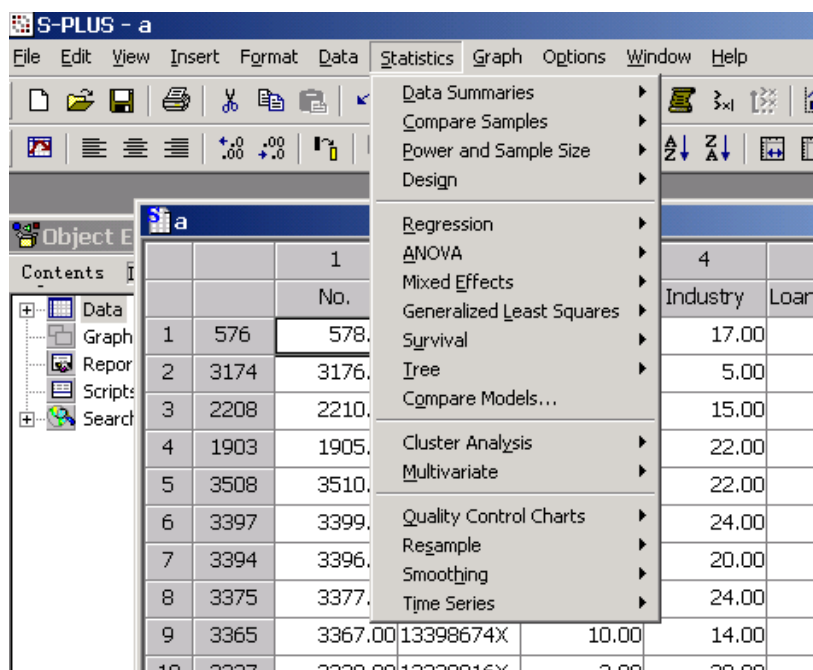 S-PLUS - a
File Edit View Insert Format Data Statistics Graph Options Window Help
Data Summaries
Compare Samples
Power and Sample Size
Design
Regression
ANOVA
Mixed Effects
Generalized Least Squares
Survival
Tree
Compare Models...
Cluster Analysis
Multivariate
Quality Control Charts
Resample
Smoothing
Time Series
Object E
Contents
Data
Graph
Repor
Scripts
Search
a
1 4
No. Industry Loan
1 576 578. 17.00
2 3174 3176. 5.00
3 2208 2210. 15.00
4 1903 1905. 22.00
5 3508 3510. 22.00
6 3397 3399. 24.00
7 3394 3396. 20.00
8 3375 3377. 24.00
9 3365 3367.00 13398674X 10.00 14.00